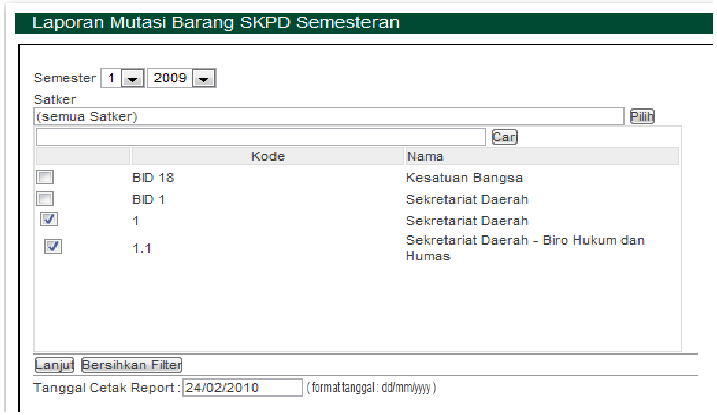 Laporan Mutasi Barang SKPD Semesteran
Semester 1 2009
Satker
(semua Satker) Pilih
Cari
Kode Nama
BID 18 Kesatuan Bangsa
BID 1 Sekretariat Daerah
1 Sekretariat Daerah
1.1 Sekretariat Daerah - Biro Hukum dan
Humas
Lanjut Bersihkan Filter
Tanggal Cetak Report : 24/02/2010 ( format tanggal : dd/mm/yyyy )